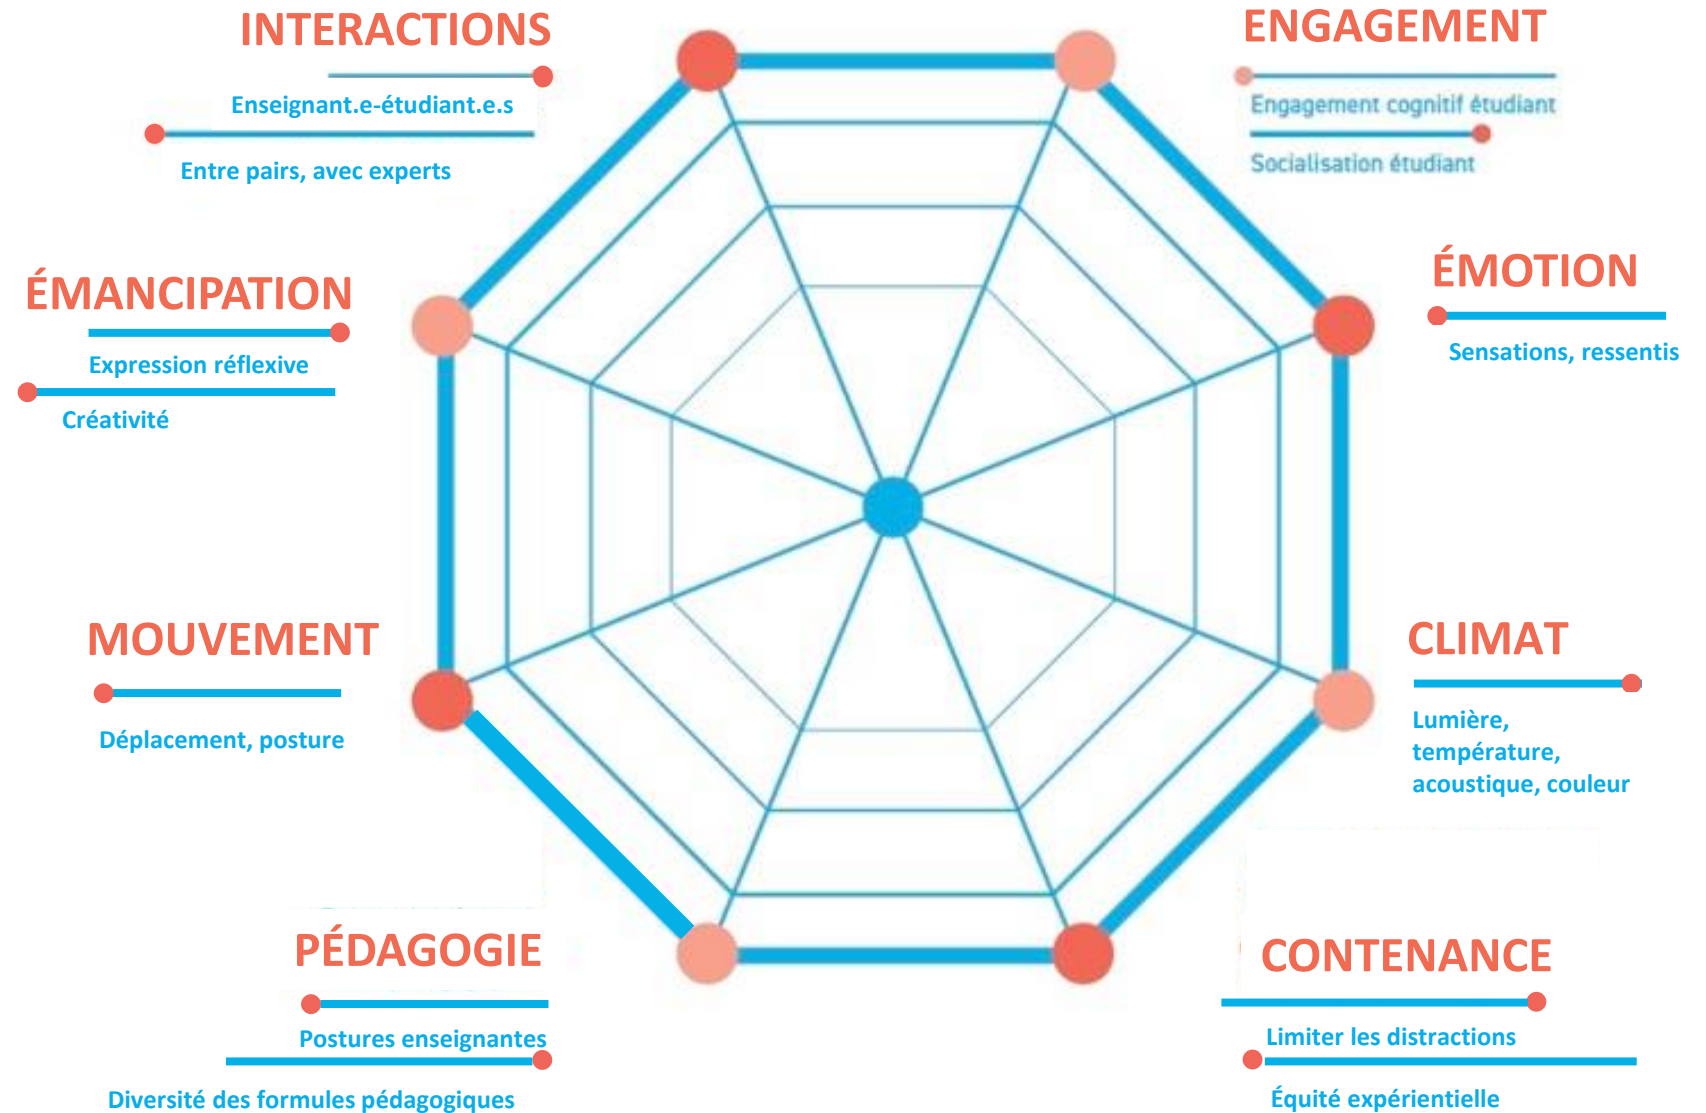 INTERACTIONS
Enseignant.e-étudiant.e.s
Entre pairs, avec experts
ENGAGEMENT
Engagement cognitif étudiant
Socialisation étudiant
ÉMANCIPATION
Expression réflexive
Créativité
ÉMOTION
Sensations, ressentis
MOUVEMENT
Déplacement, posture
CLIMAT
Lumière,
température,
acoustique, couleur
PÉDAGOGIE
Postures enseignantes
Diversité des formules pédagogiques
CONTENANCE
Limiter les distractions
Équité expérientielle